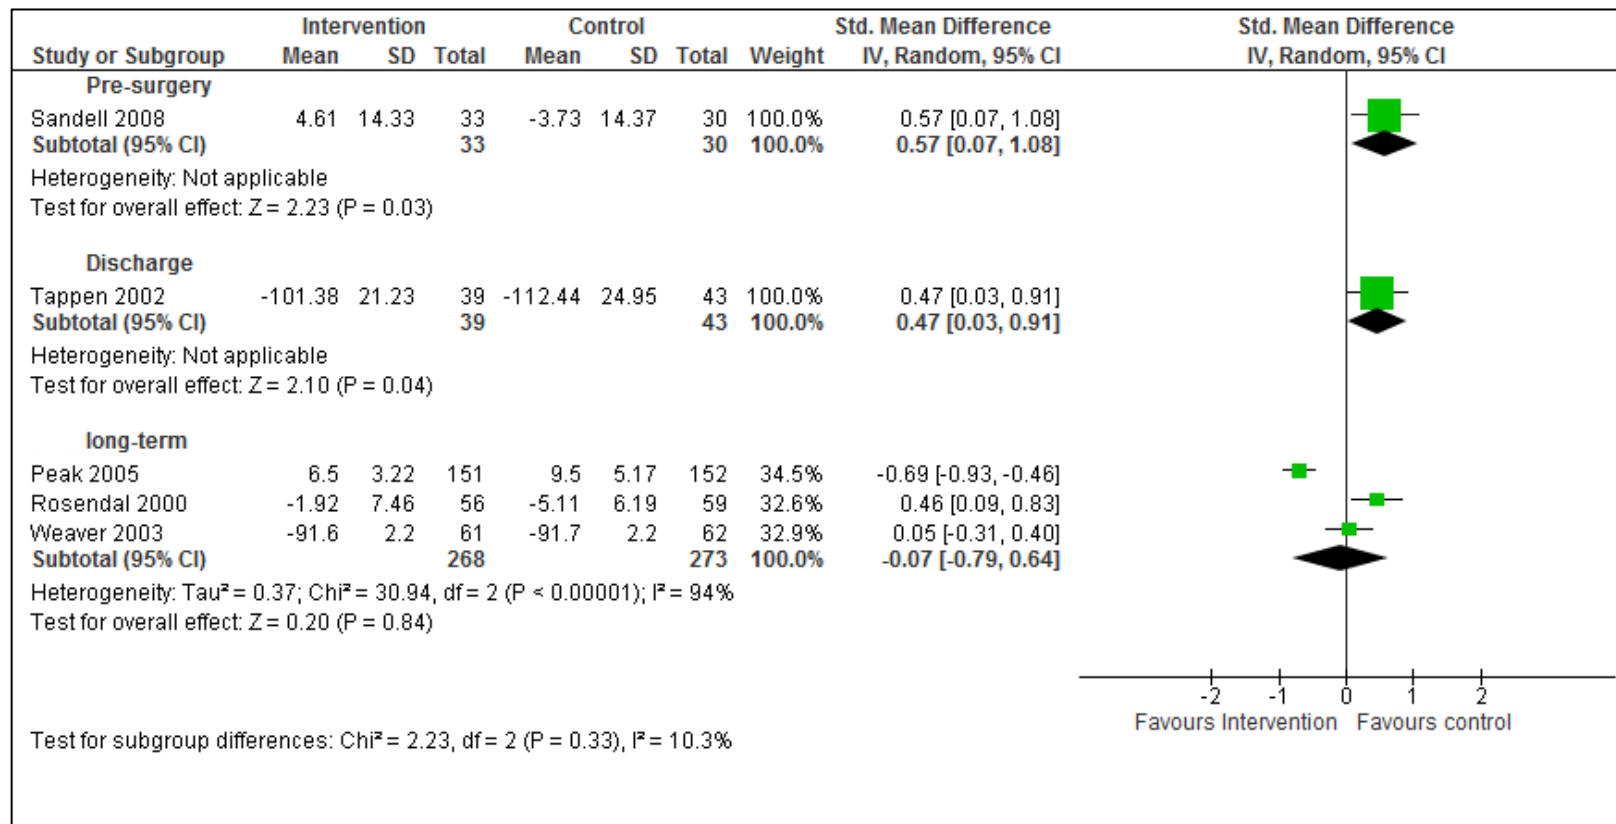 Intervention Control Std. Mean Difference Std. Mean Difference
Study or Subgroup Mean SD Total Mean SD Total Weight IV, Random, 95% CI IV, Random, 95% CI
Pre-surgery
Sandell 2008 4.61 14.33 33 -3.73 14.37 30 100.0% 0.57 [0.07, 1.08]
Subtotal (95% CI) 33 30 100.0% 0.57 [0.07, 1.08]
Heterogeneity: Not applicable
Test for overall effect: Z = 2.23 (P = 0.03)
Discharge
Tappen 2002 -101.38 21.23 39 -112.44 24.95 43 100.0% 0.47 [0.03, 0.91]
Subtotal (95% CI) 39 43 100.0% 0.47 [0.03, 0.91]
Heterogeneity: Not applicable
Test for overall effect: Z = 2.10 (P = 0.04)
long-term
Peak 2005 6.5 3.22 151 9.5 5.17 152 34.5% -0.69 [-0.93, -0.46]
Rosendal 2000 -1.92 7.46 56 -5.11 6.19 59 32.6% 0.46 [0.09, 0.83]
Weaver 2003 -91.6 2.2 61 -91.7 2.2 62 32.9% 0.05 [-0.31, 0.40]
Subtotal (95% CI) 268 273 100.0% -0.07 [-0.79, 0.64]
Heterogeneity: Tau² = 0.37; Chi² = 30.94, df = 2 (P < 0.00001); I² = 94%
Test for overall effect: Z = 0.20 (P = 0.84)
-2 -1 0 1 2
Favours Intervention Favours control
Test for subgroup differences: Chi² = 2.23, df = 2 (P = 0.33), I² = 10.3%